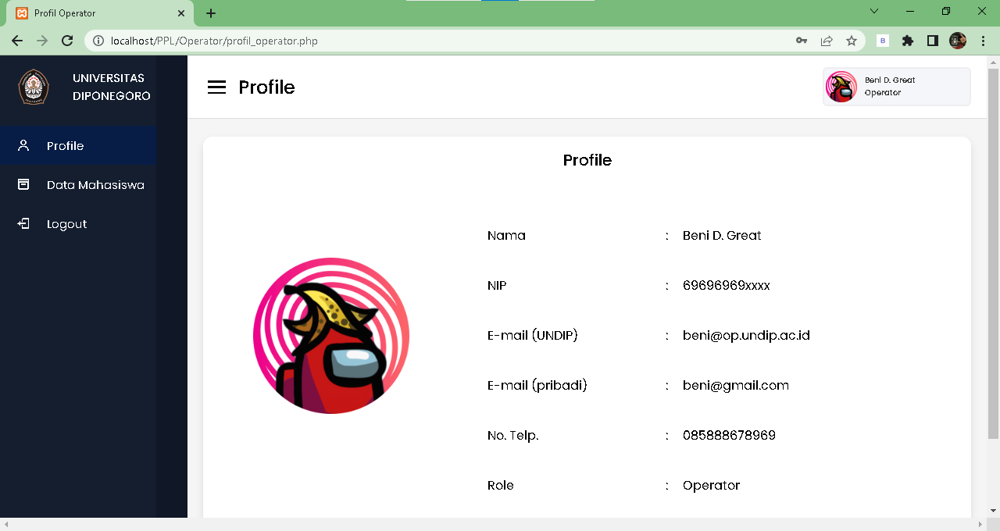 Profil Operator
localhost/PPL/Operator/profil_operator.php
B
UNIVERSITAS
DIPONEGORO
Profile
Data Mahasiswa
Logout
Profile
Beni D. Great
Operator
Profile
Nama : Beni D. Great
NIP : 69696969xxxx
E-mail (UNDIP) : beni@op.undip.ac.id
E-mail (pribadi) : beni@gmail.com
No. Telp. : 085888678969
Role : Operator